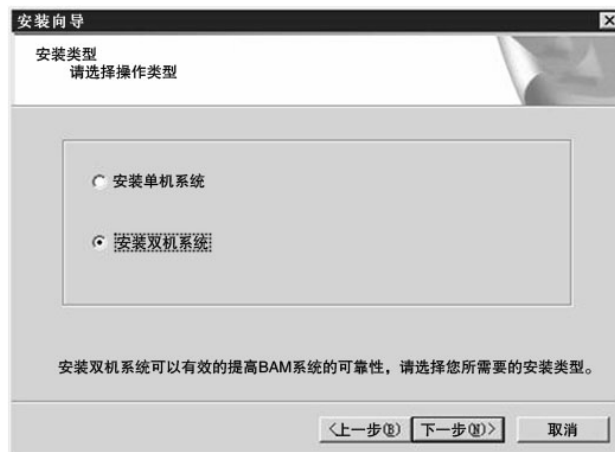 安装向导
安装类型
请选择操作类型
安装单机系统
安装双机系统
安装双机系统可以有效的提高BAM系统的可靠性，请选择您所需要的安装类型。
<上一步(B) 下一步(N)> 取消